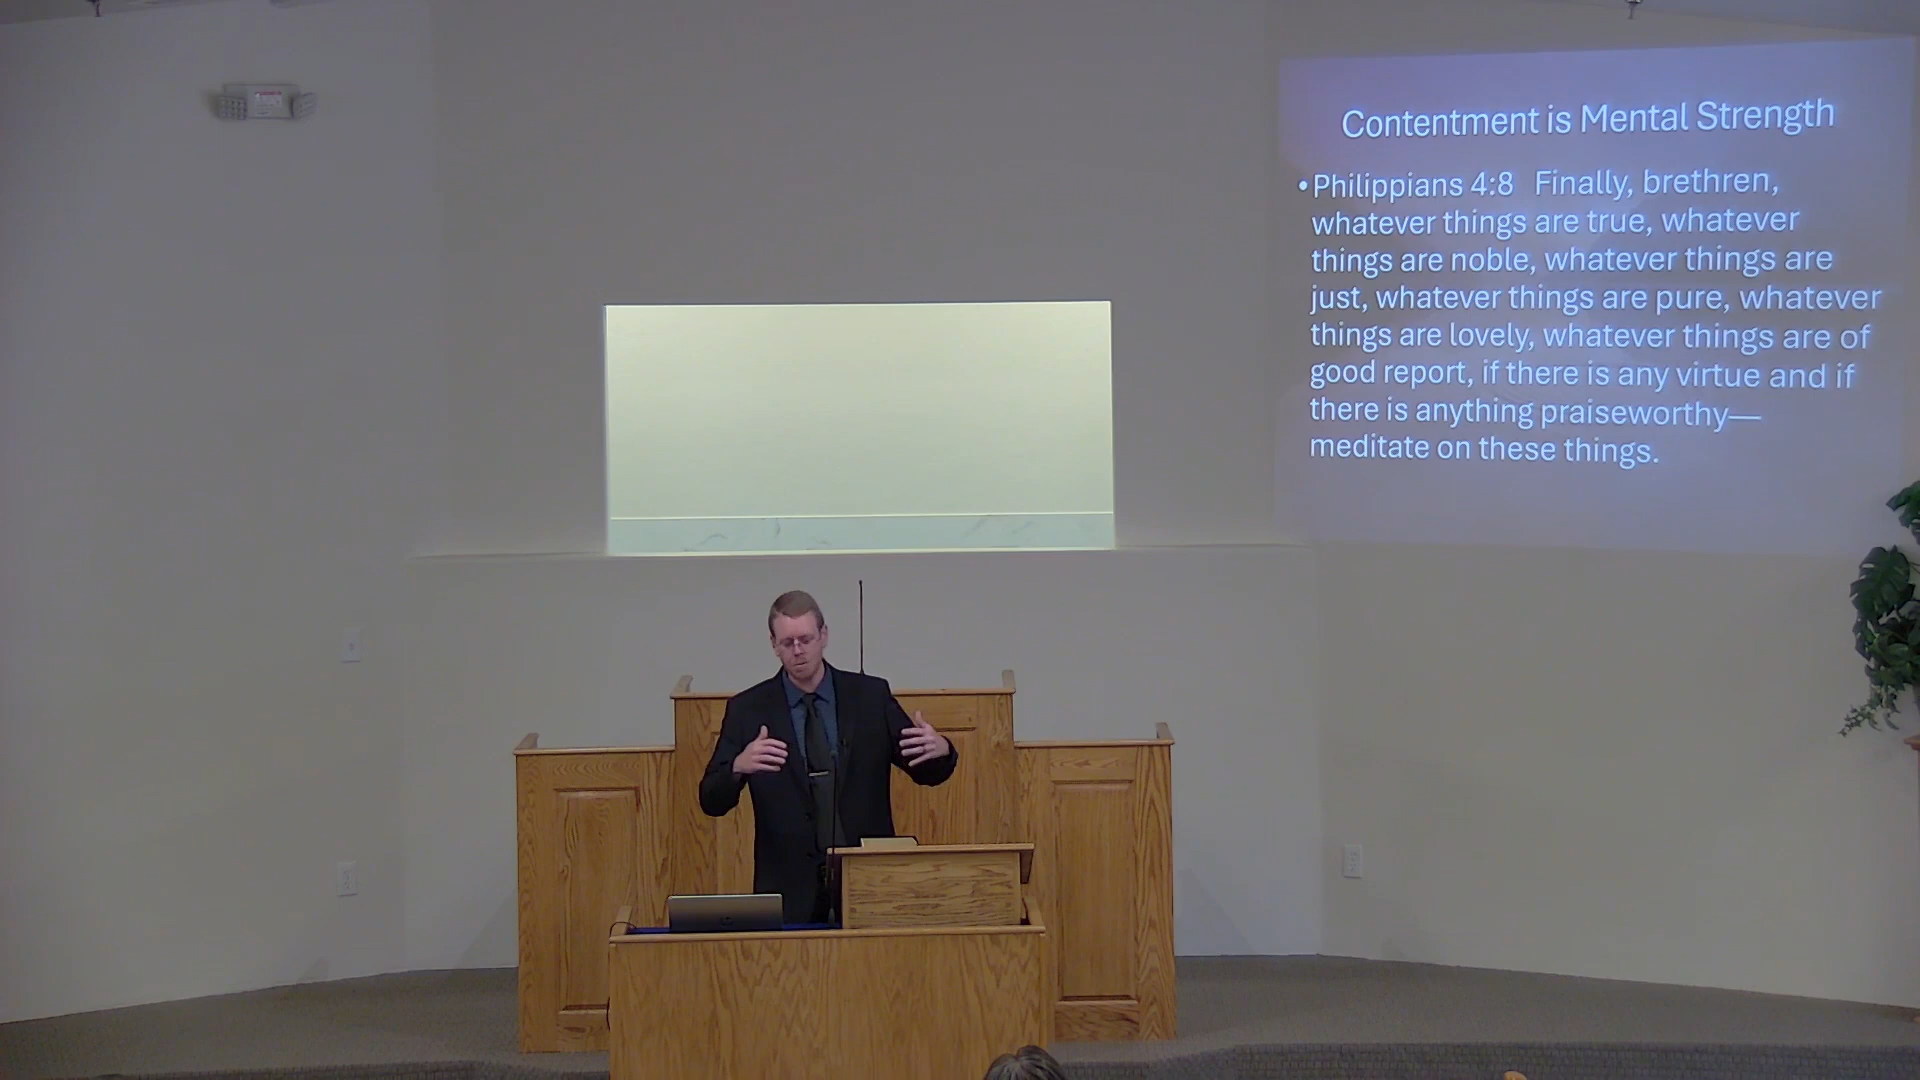 Contentment is Mental Strength
•Philippians 4:8 Finally, brethren,
whatever things are true, whatever
things are noble, whatever things are
just, whatever things are pure, whatever
things are lovely, whatever things are of
good report, if there is any virtue and if
there is anything praiseworthy—
meditate on these things.